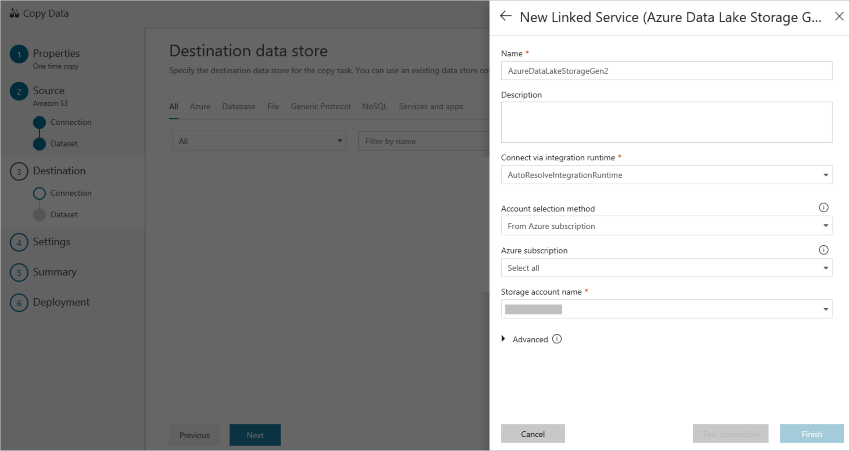 Copy Data
1 Properties
One time copy
2 Source
Amazon S3
Connection
Dataset
3 Destination
Connection
Dataset
4 Settings
5 Summary
6 Deployment
Destination data store
Specify the destination data store for the copy task. You can use an existing data store co
All Azure Database File Generic Protocol NoSQL Services and apps
All Filter by name
Previous Next
New Linked Service (Azure Data Lake Storage G...
Name *
AzureDataLakeStorageGen2
Description
Connect via integration runtime *
AutoResolveIntegrationRuntime
Account selection method
From Azure subscription
Azure subscription
Select all
Storage account name *
Advanced
Cancel Test connection Finish